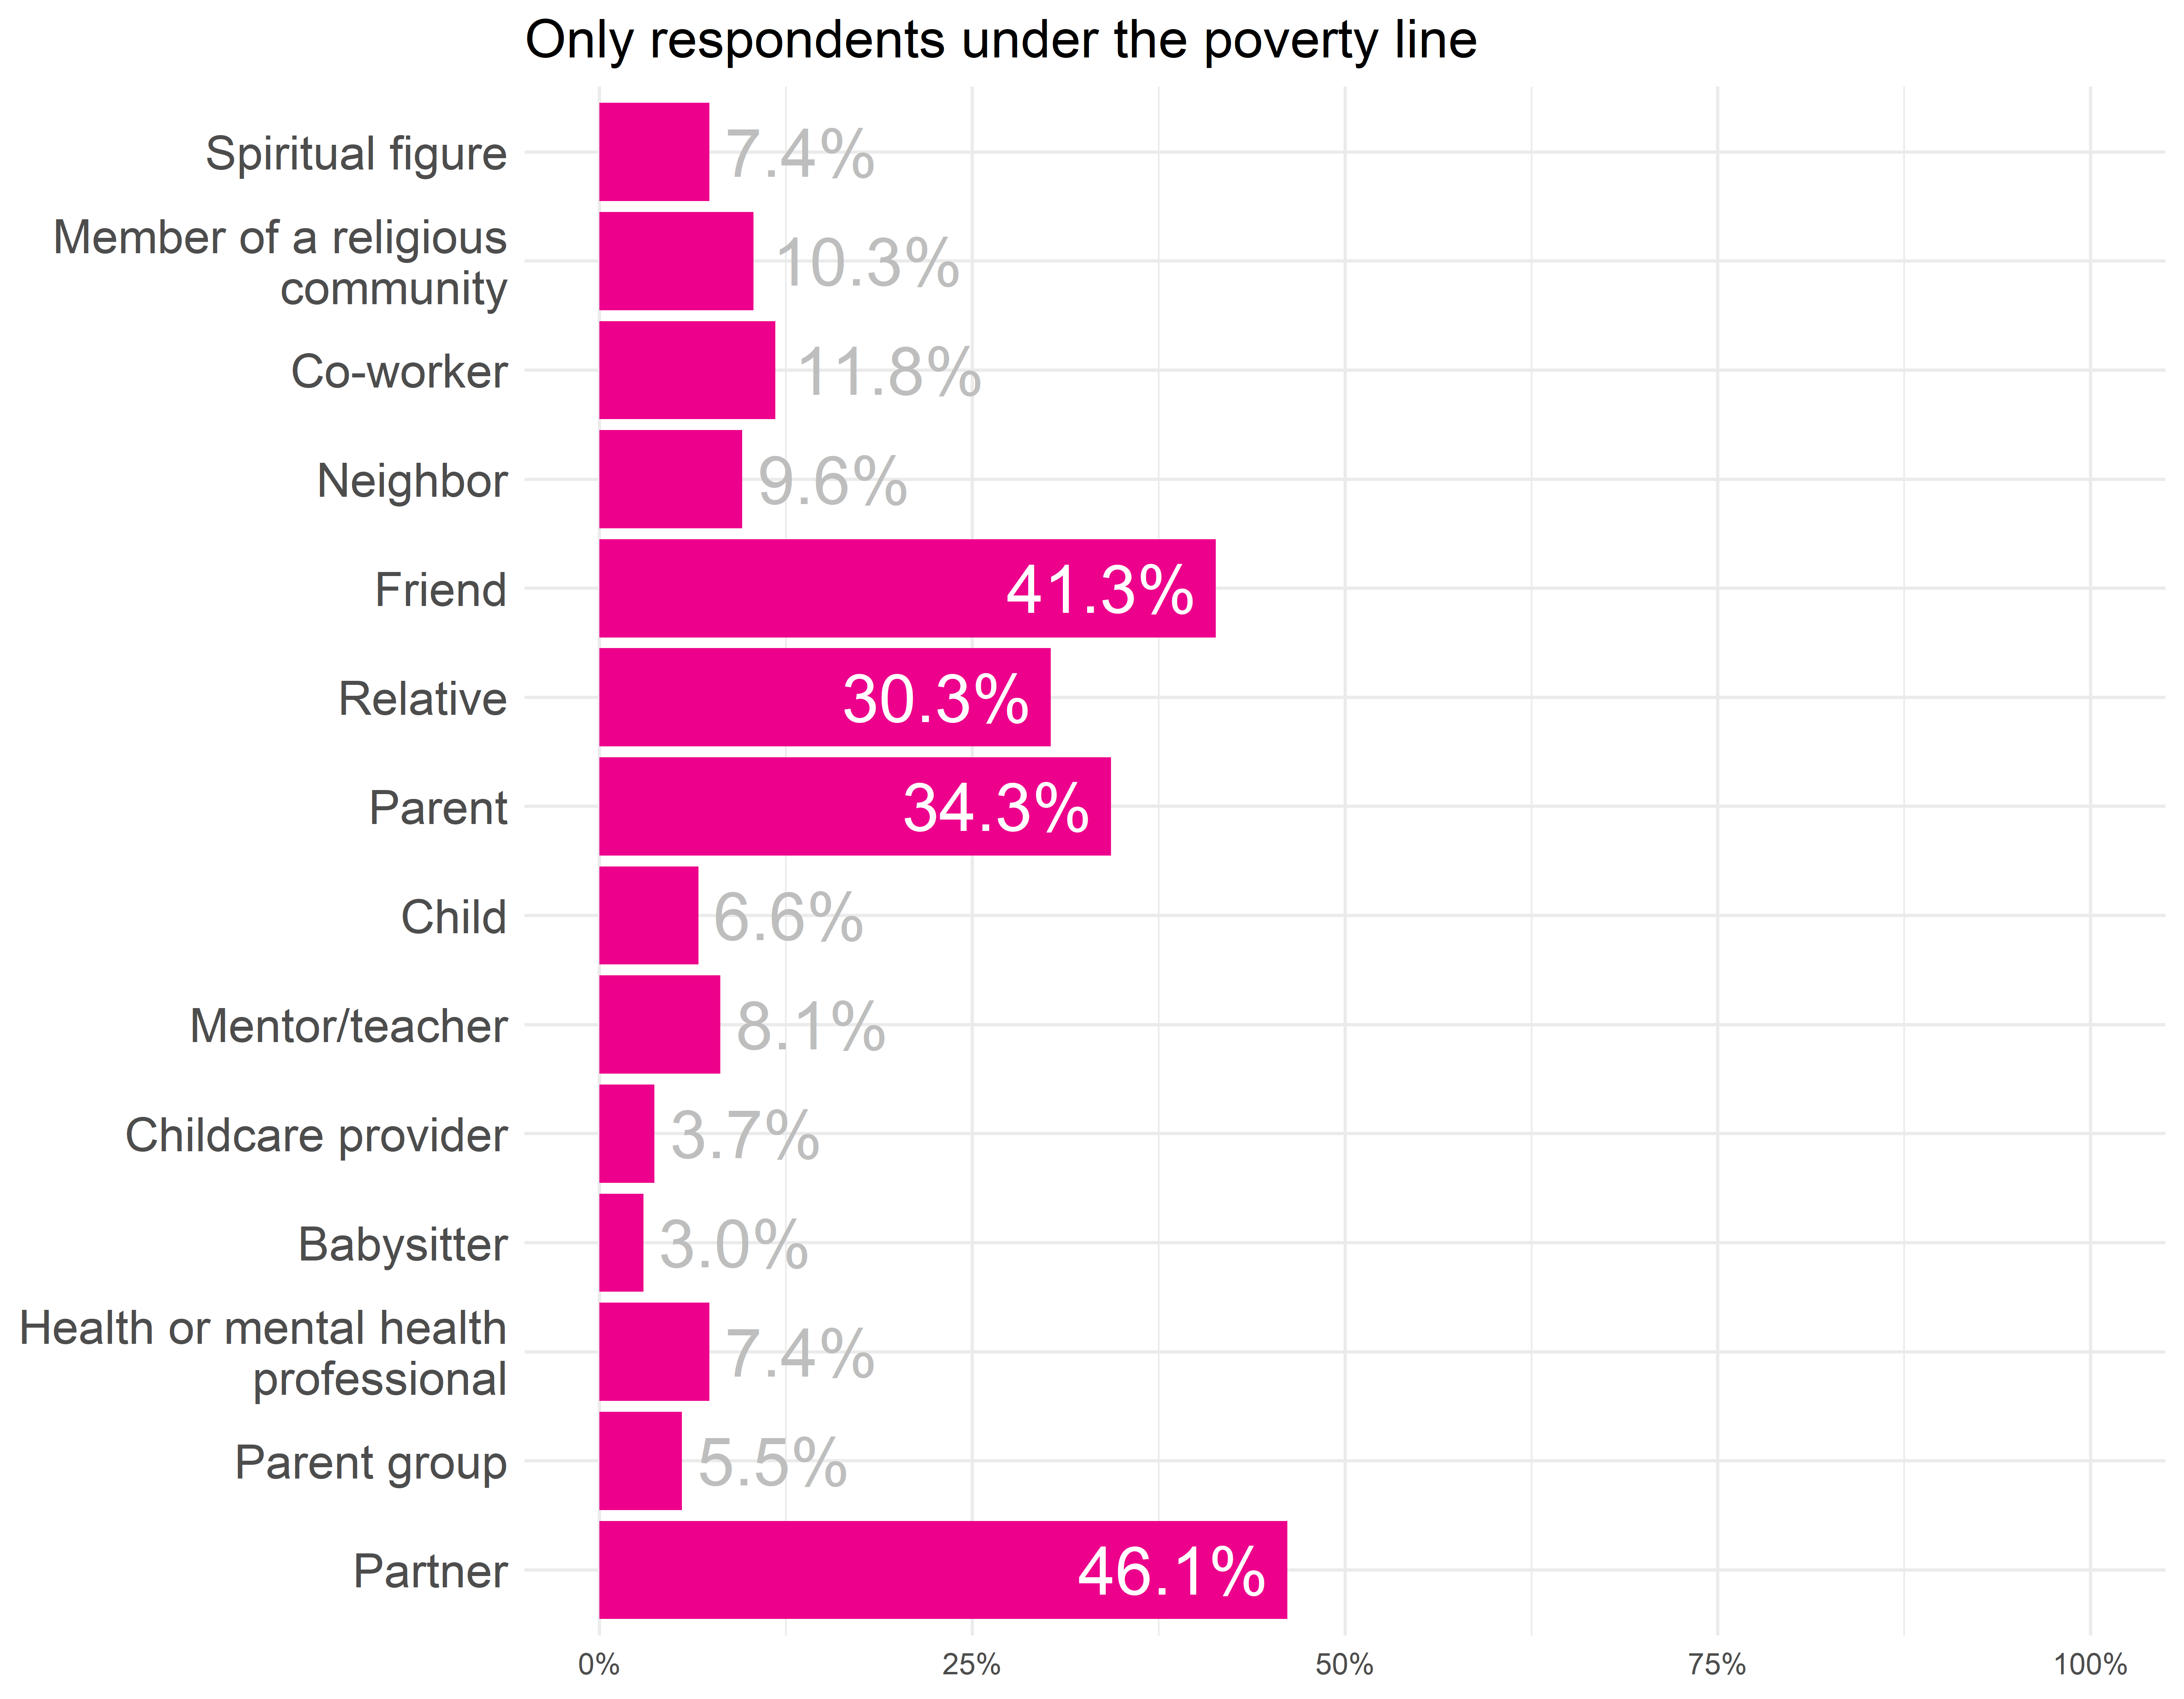 Only respondents under the poverty line
Spiritual figure
7.4%
Member of a religious
community
10.3%
Co-worker
11.8%
Neighbor
9.6%
Friend
41.3%
Relative
30.3%
Parent
34.3%
Child
6.6%
Mentor/teacher
8.1%
Childcare provider
3.7%
Babysitter
3.0%
Health or mental health
professional
7.4%
Parent group
5.5%
Partner
46.1%
0%
25%
50%
75%
100%